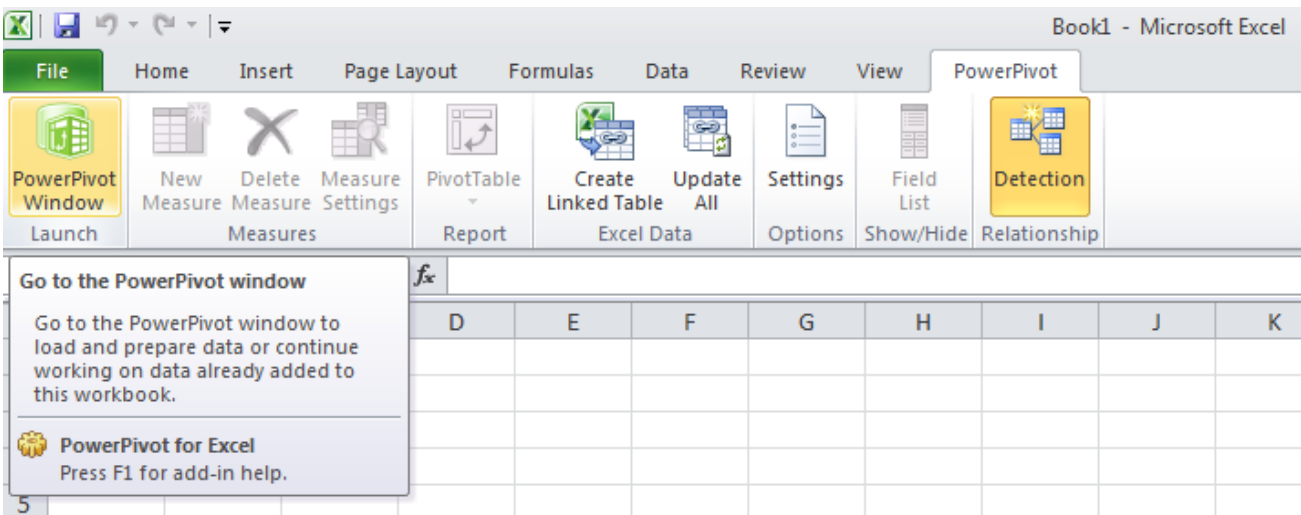 Book1 - Microsoft Excel
File Home Insert Page Layout Formulas Data Review View PowerPivot
PowerPivot Window
New Measure
Delete Measure
Measure Settings
PivotTable
Create Linked Table
Update All
Settings
Field List
Detection
Launch Measures Report Excel Data Options Show/Hide Relationship
fx
Go to the PowerPivot window
Go to the PowerPivot window to
load and prepare data or continue
working on data already added to
this workbook.
PowerPivot for Excel
Press F1 for add-in help.
D E F G H I J K
5